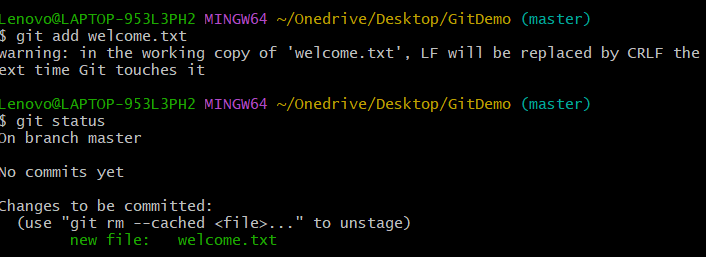 Lenovo@LAPTOP-953L3PH2 MINGW64 ~/Onedrive/Desktop/GitDemo (master)
$ git add welcome.txt
warning: in the working copy of 'welcome.txt', LF will be replaced by CRLF the n
ext time Git touches it
Lenovo@LAPTOP-953L3PH2 MINGW64 ~/Onedrive/Desktop/GitDemo (master)
$ git status
On branch master
No commits yet
Changes to be committed:
(use "git rm --cached <file>..." to unstage)
new file: welcome.txt